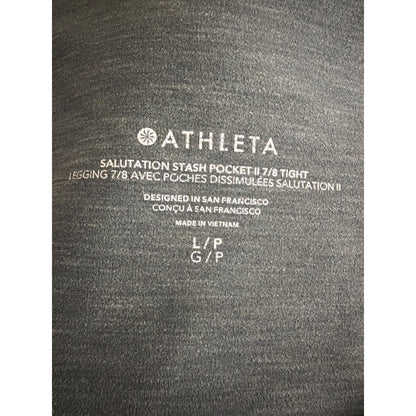 ATHLETA
SALUTATION STASH POCKET II 7/8 TIGHT
LEGGING 7/8 AVEC POCHES DISSIMULÉES SALUTATION II
DESIGNED IN SAN FRANCISCO
CONÇU À SAN FRANCISCO
MADE IN VIETNAM
L/P
G/P